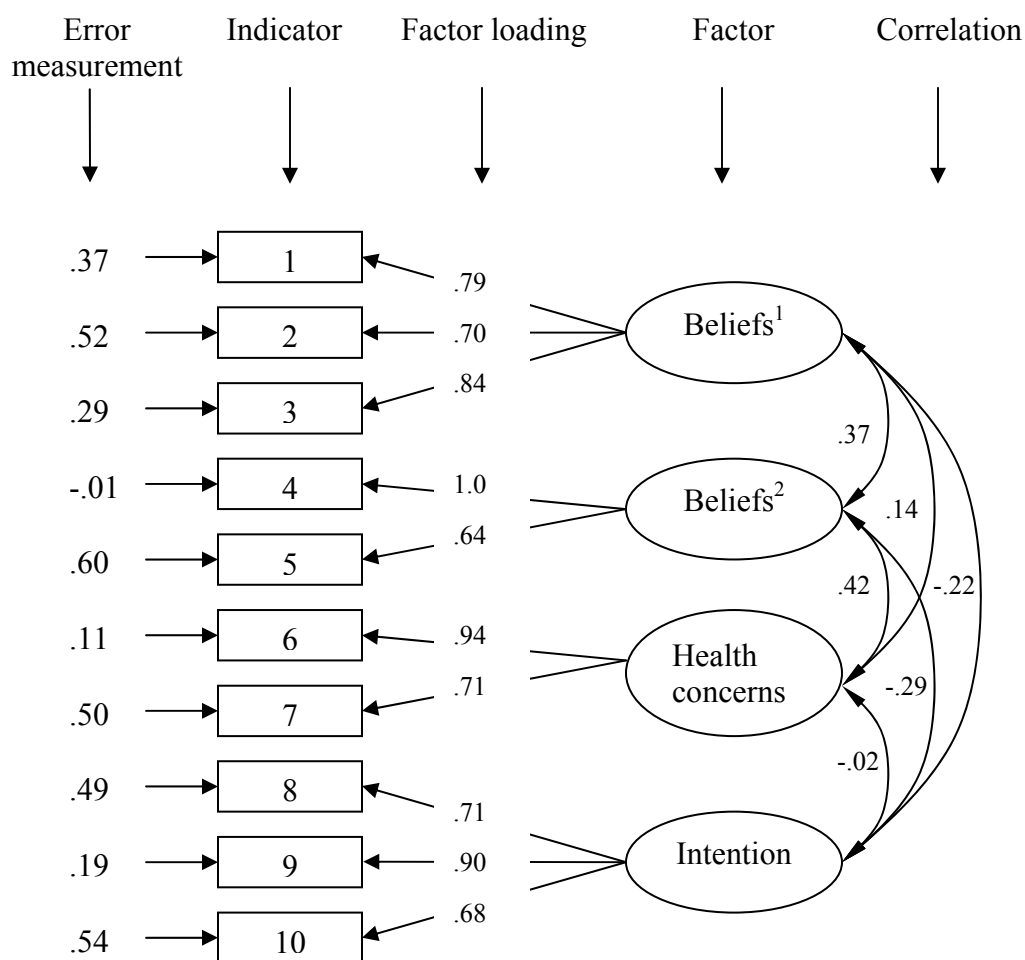 Error Indicator Factor loading Factor Correlation
measurement
.37 1 .79
Beliefs1
.52 2 .70
.84
.29 3
.37
-.01 4 1.0 Beliefs2
.14
.64
.60 5
.42 -.22
.11 6 .94
Health
concerns
-.29
.71
.50 7
-.02
.49 8
.71
.19 9 .90 Intention
.68
.54 10